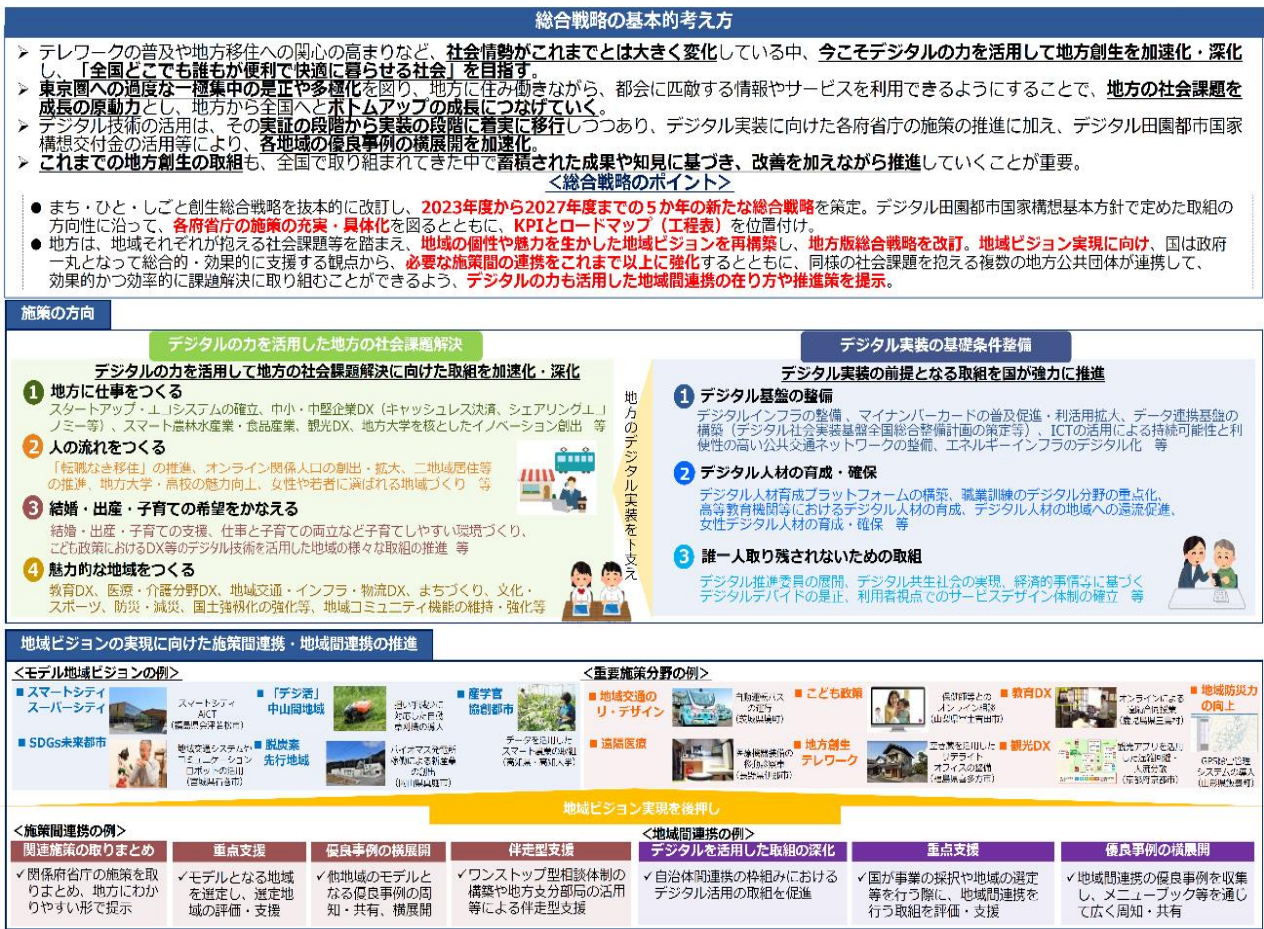 総合戦略の基本的考え方
➢ テレワークの普及や地方移住への関心の高まりなど、社会情勢がこれまでとは大きく変化している中、今こそデジタルの力を活用して地方創生を加速化・深化
し、「全国どこでも誰もが便利で快適に暮らせる社会」を目指す。
➢ 東京圏への過度な一極集中の是正や多極化を図り、地方に住み働きながら、都会に匹敵する情報やサービスを利用できるようにすることで、地方の社会課題を
成長の原動力とし、地方から全国へとボトムアップの成長につなげていく。
➢ デジタル技術の活用は、その実証の段階から実装の段階に着実に移行しつつあり、デジタル実装に向けた各府省庁の施策の推進に加え、デジタル田園都市国家
構想交付金の活用等により、各地域の優良事例の横展開を加速化。
➢ これまでの地方創生の取組も、全国で取り組まれてきた中で蓄積された成果や知見に基づき、改善を加えながら推進していくことが重要。
<総合戦略のポイント>
● まち・ひと・しごと創生総合戦略を抜本的に改訂し、2023年度から2027年度までの5か年の新たな総合戦略を策定。デジタル田園都市国家構想基本方針で定めた取組の
方向性に沿って、各府省庁の施策の充実・具体化を図るとともに、KPIとロードマップ（工程表）を位置付け。
● 地方は、地域それぞれが抱える社会課題等を踏まえ、地域の個性や魅力を生かした地域ビジョンを再構築し、地方版総合戦略を改訂。地域ビジョン実現に向け、国は政府
一丸となって総合的・効果的に支援する観点から、必要な施策間の連携をこれまで以上に強化するとともに、同様の社会課題を抱える複数の地方公共団体が連携して、
効果的かつ効率的に課題解決に取り組むことができるよう、デジタルの力も活用した地域間連携の在り方や推進策を提示。
施策の方向
デジタルの力を活用した地方の社会課題解決
デジタルの力を活用して地方の社会課題解決に向けた取組を加速化・深化
1 地方に仕事をつくる
スタートアップ・エコシステムの確立、中小・中堅企業DX（キャッシュレス決済、シェアリングエコ
ノミー等）、スマート農林水産業・食品産業、観光DX、地方大学を核としたイノベーション創出 等
2 人の流れをつくる
「転職なき移住」の推進、オンライン関係人口の創出・拡大、二地域居住等
の推進、地方大学・高校の魅力向上、女性や若者に選ばれる地域づくり 等
3 結婚・出産・子育ての希望をかなえる
結婚・出産・子育ての支援、仕事と子育ての両立など子育てしやすい環境づくり、
こども政策におけるDX等のデジタル技術を活用した地域の様々な取組の推進 等
4 魅力的な地域をつくる
教育DX、医療・介護分野DX、地域交通・インフラ・物流DX、まちづくり、文化・
スポーツ、防災・減災、国土強靱化の強化等、地域コミュニティ機能の維持・強化等
地方のデジタル実装を下支え
デジタル実装の基礎条件整備
デジタル実装の前提となる取組を国が強力に推進
1 デジタル基盤の整備
デジタルインフラの整備、マイナンバーカードの普及促進・利活用拡大、データ連携基盤の
構築（デジタル社会実装基盤全国総合整備計画の策定等）、ICTの活用による持続可能性と利
便性の高い公共交通ネットワークの整備、エネルギーインフラのデジタル化 等
2 デジタル人材の育成・確保
デジタル人材育成プラットフォームの構築、職業訓練のデジタル分野の重点化、
高等教育機関等におけるデジタル人材の育成、デジタル人材の地域への還流促進、
女性デジタル人材の育成・確保 等
3 誰一人取り残されないための取組
デジタル推進委員の展開、デジタル共生社会の実現、経済的事情等に基づく
デジタルデバイドの是正、利用者視点でのサービスデザイン体制の確立 等
地域ビジョンの実現に向けた施策間連携・地域間連携の推進
<モデル地域ビジョンの例>
■ スマートシティ
スーパーシティ
スマートシティ
AiCT
（福島県会津若松市）
■ 「デジ活」
中山間地域
■ 産学官
協創都市
データを活用した
スマート農業の取組
（高知県・高知大学）
■ SDGs未来都市
地域交通システムや
コミュニケーション
ロボットの活用
（宮城県石巻市）
■ 脱炭素
先行地域
<重要施策分野の例>
■ 地域交通の
リ・デザイン
自動運転バス
の運行
（茨城県境町）
■ こども政策
■ 教育DX
■ 地域防災力
の向上
■ 遠隔医療
■ 地方創生
テレワーク
■ 観光DX
地域ビジョン実現を後押し
<施策間連携の例>
関連施策の取りまとめ
✓関係府省庁の施策を取
りまとめ、地方にわか
りやすい形で提示
重点支援
✓モデルとなる地域
を選定し、選定地
域の評価・支援
優良事例の横展開
✓他地域のモデルと
なる優良事例の周
知・共有、横展開
伴走型支援
✓ワンストップ型相談体制の
構築や地方支分部局の活用
等による伴走型支援
<地域間連携の例>
デジタルを活用した取組の深化
✓自治体間連携の枠組みにおける
デジタル活用の取組を促進
重点支援
✓国が事業の採択や地域の選定
等を行う際に、地域間連携を
行う取組を評価・支援
優良事例の横展開
✓地域間連携の優良事例を収集
し、メニューブック等を通じ
て広く周知・共有